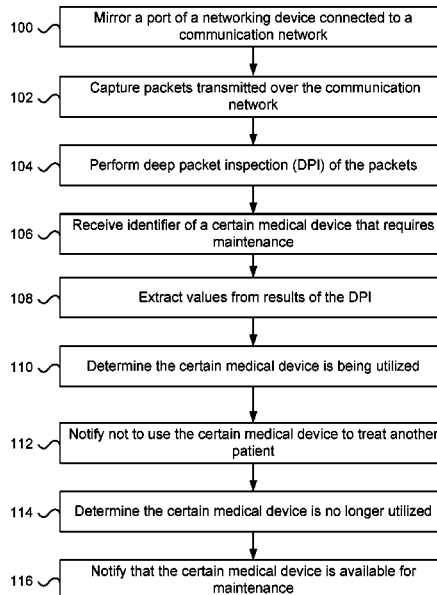 100
Mirror a port of a networking device connected to a
communication network
102
Capture packets transmitted over the communication
network
104
Perform deep packet inspection (DPI) of the packets
106
Receive identifier of a certain medical device that requires
maintenance
108
Extract values from results of the DPI
110
Determine the certain medical device is being utilized
112
Notify not to use the certain medical device to treat another
patient
114
Determine the certain medical device is no longer utilized
116
Notify that the certain medical device is available for
maintenance